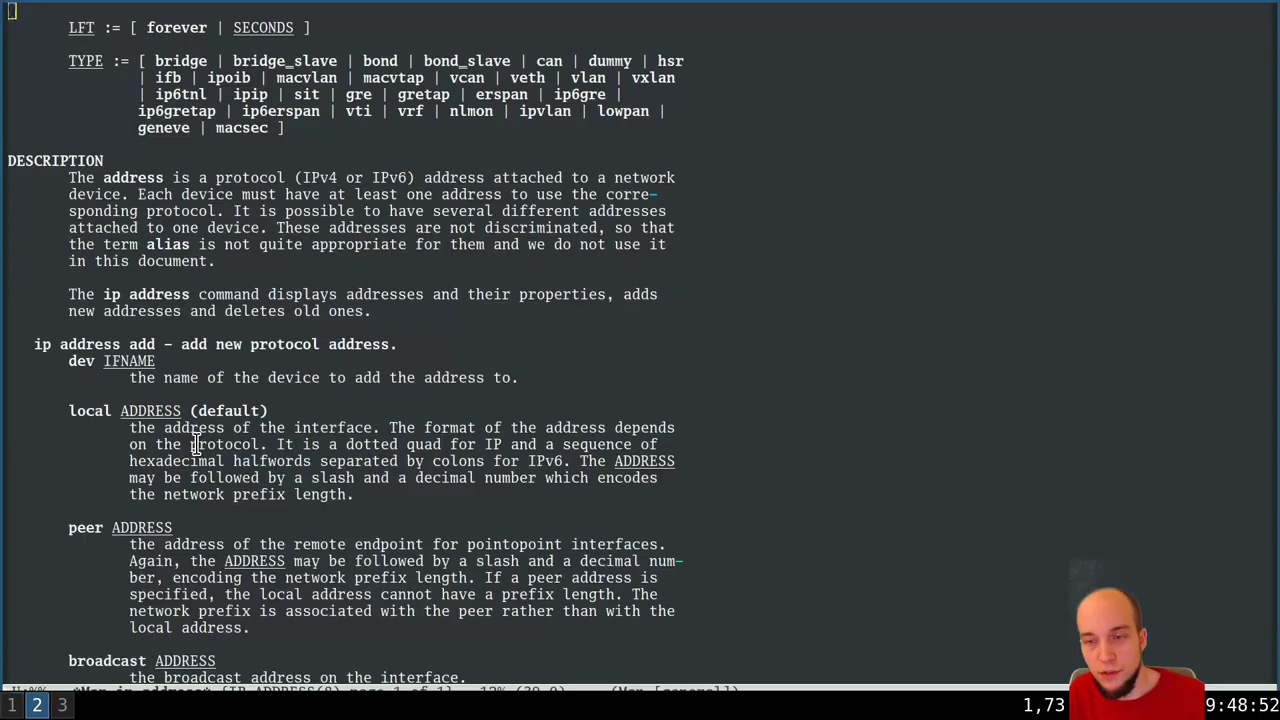 LFT := [ forever | SECONDS ]
TYPE := [ bridge | bridge_slave | bond | bond_slave | can | dummy | hsr
| ifb | ipoib | macvlan | macvtap | vcan | veth | vlan | vxlan
| ip6tnl | ipip | sit | gre | gretap | erspan | ip6gre |
ip6gretap | ip6erspan | vti | vrf | nlmon | ipvlan | lowpan |
geneve | macsec ]
DESCRIPTION
The address is a protocol (IPv4 or IPv6) address attached to a network
device. Each device must have at least one address to use the corre-
sponding protocol. It is possible to have several different addresses
attached to one device. These addresses are not discriminated, so that
the term alias is not quite appropriate for them and we do not use it
in this document.
The ip address command displays addresses and their properties, adds
new addresses and deletes old ones.
ip address add - add new protocol address.
dev IFNAME
the name of the device to add the address to.
local ADDRESS (default)
the address of the interface. The format of the address depends
on the protocol. It is a dotted quad for IP and a sequence of
hexadecimal halfwords separated by colons for IPv6. The ADDRESS
may be followed by a slash and a decimal number which encodes
the network prefix length.
peer ADDRESS
the address of the remote endpoint for pointopoint interfaces.
Again, the ADDRESS may be followed by a slash and a decimal num-
ber, encoding the network prefix length. If a peer address is
specified, the local address cannot have a prefix length. The
network prefix is associated with the peer rather than with the
local address.
broadcast ADDRESS
the broadcast address on the interface.
1 2 3 1,73 9:48:52